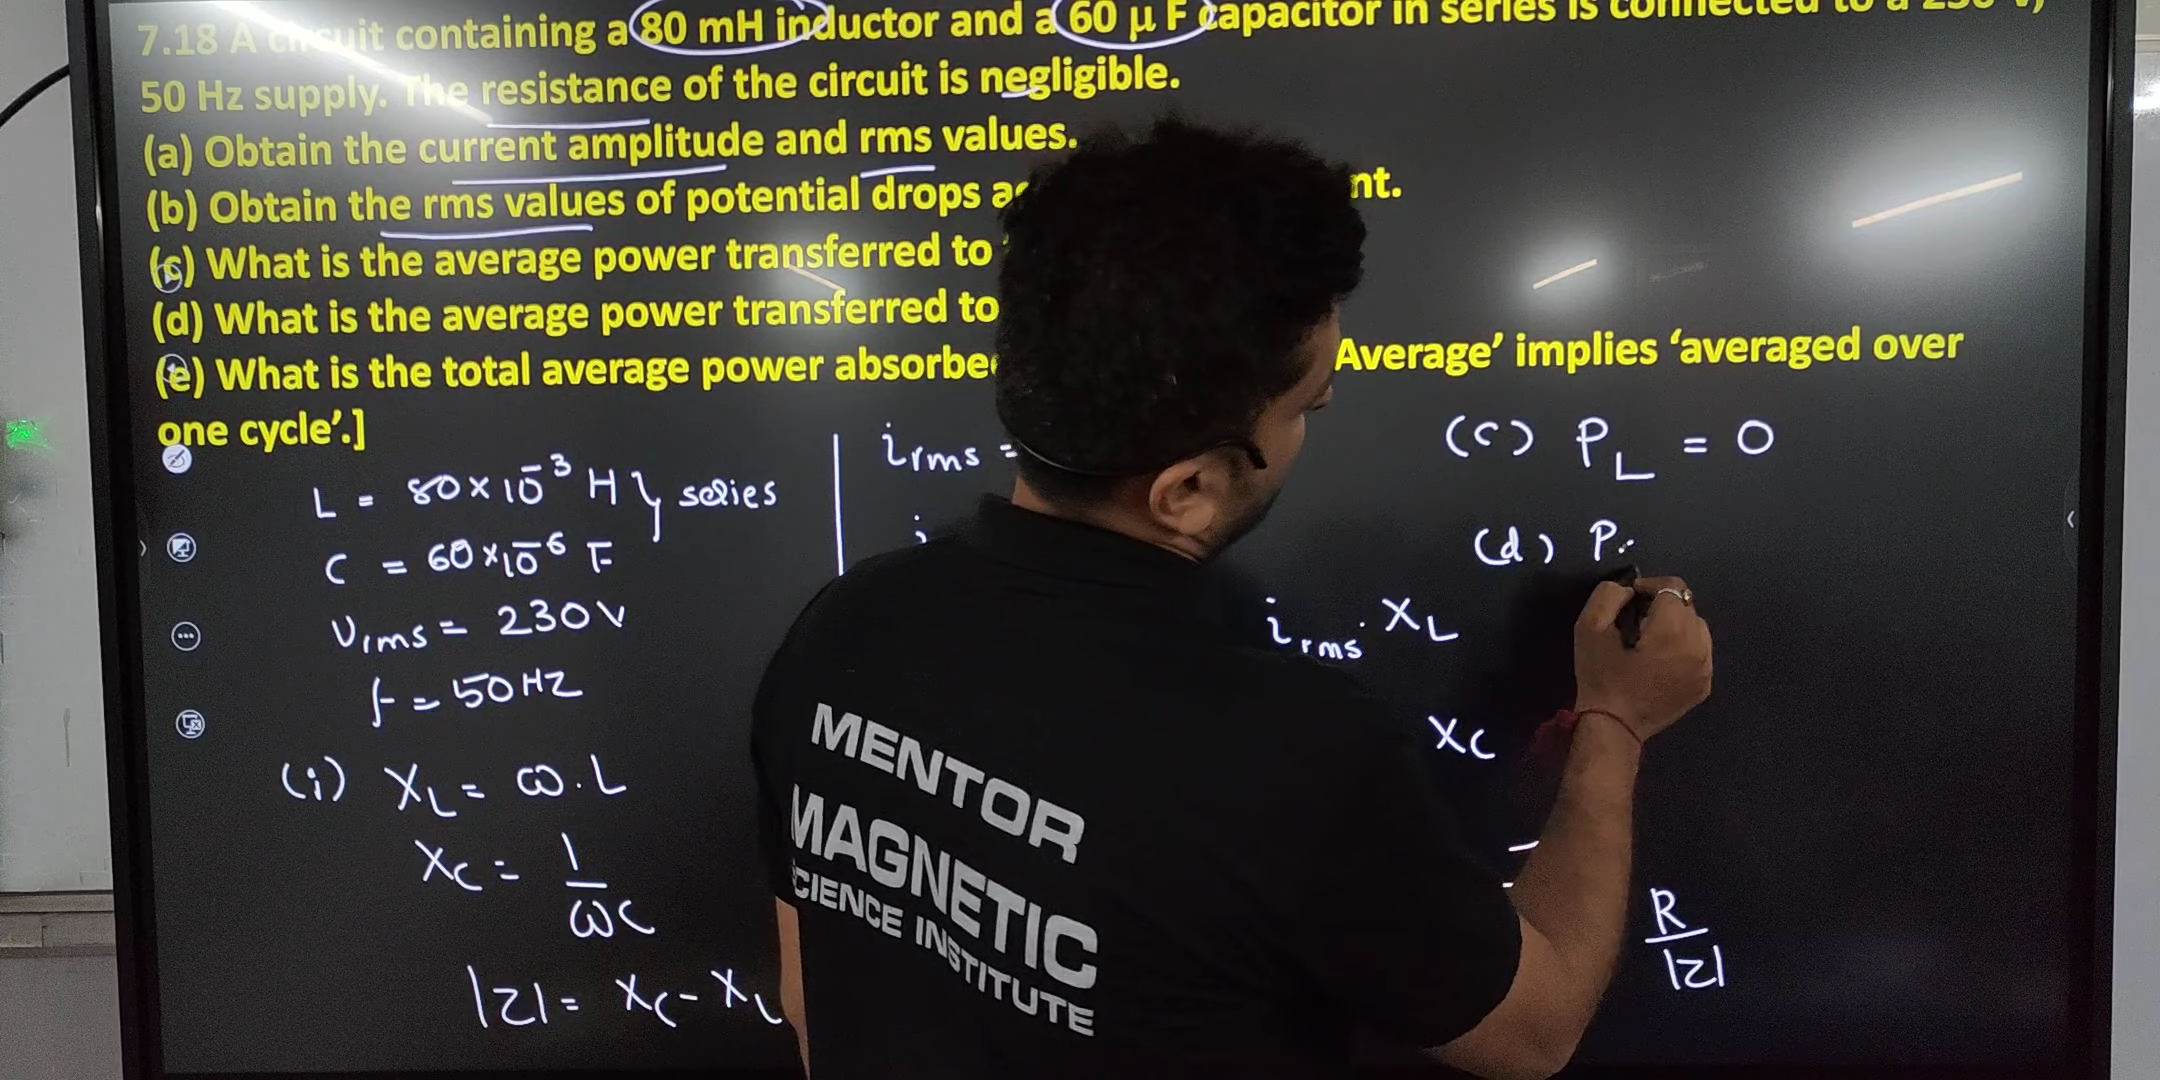 7.18 A circuit containing a 80 mH inductor and a 60 μ F capacitor in series is connected to a 230 V,
50 Hz supply. The resistance of the circuit is negligible.
(a) Obtain the current amplitude and rms values.
(b) Obtain the rms values of potential drops nt.
(c) What is the average power transferred to
(d) What is the average power transferred to
(e) What is the total average power absorbe Average’ implies ‘averaged over
one cycle’.]
L = 80×10⁻³ H } series
C = 60×10⁻⁶ F
Vrms = 230V
f = 50Hz
(i) XL = ω.L
XC = 1/ωC
|Z| = XC - XL
irms =
irms. XL
XC
(c) PL = 0
(d) P
R/|Z|
MENTOR
MAGNETIC
SCIENCE INSTITUTE